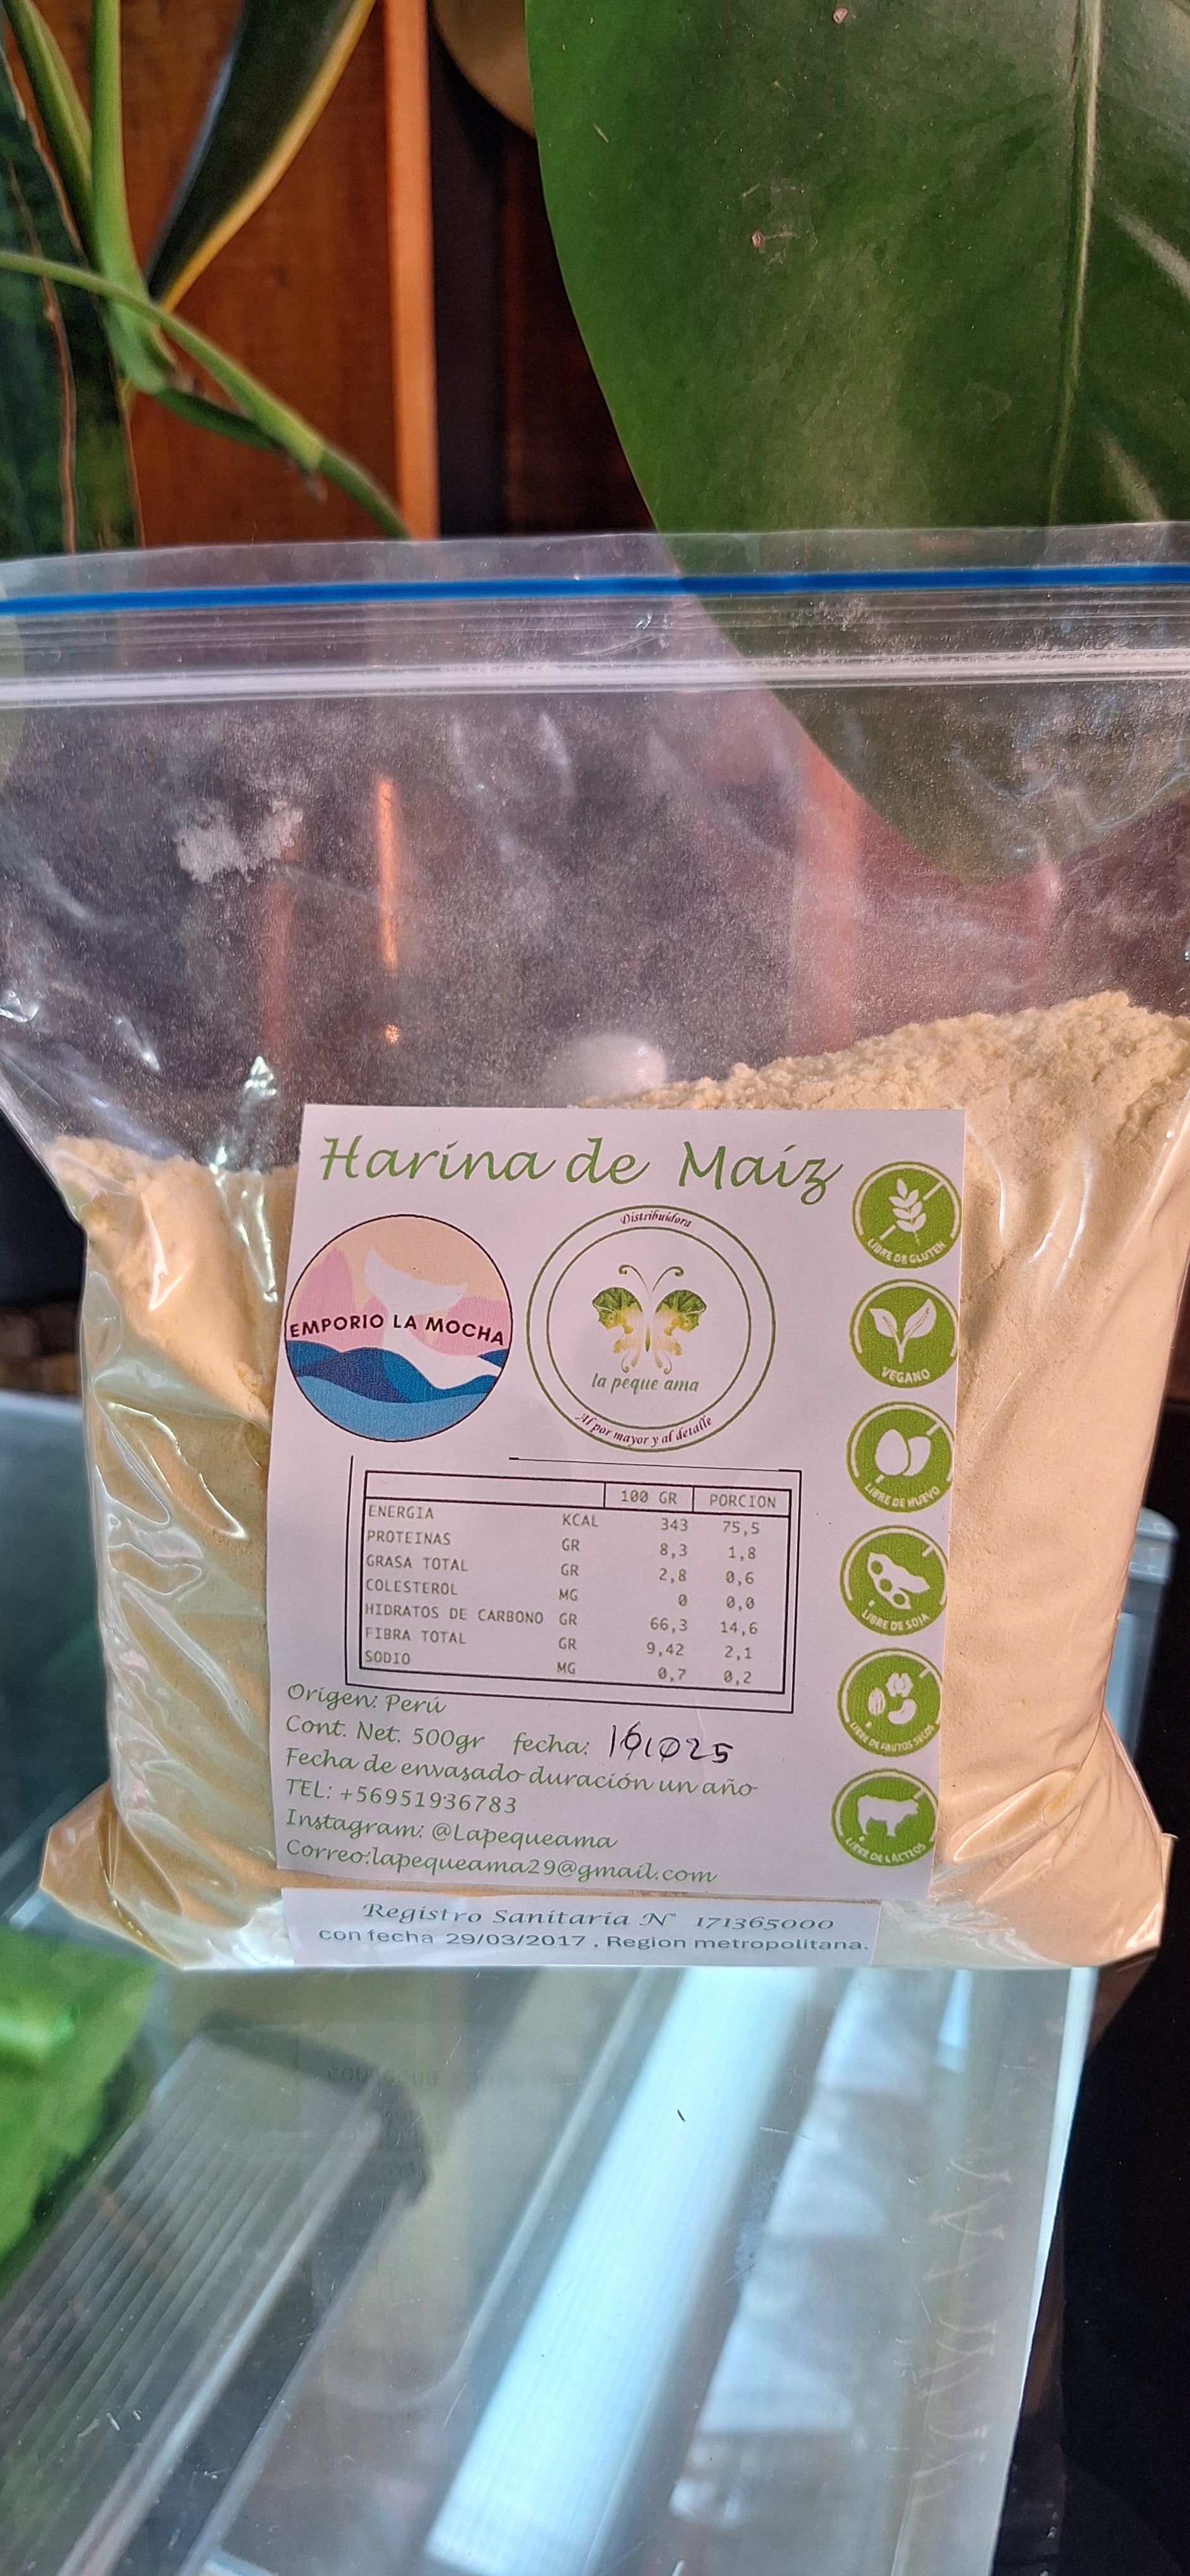 Harina de Maíz
LIBRE DE GLUTEN
EMPORIO LA MOCHA
Distribuidora
la peque ama
Al por mayor y al detalle
VEGANO
LIBRE DE HUEVO
LIBRE DE SOJA
LIBRE DE FRUTOS SECOS
LIBRE DE LÁCTEOS
100 GR PORCION
ENERGIA KCAL 343 75,5
PROTEINAS GR 8,3 1,8
GRASA TOTAL GR 2,8 0,6
COLESTEROL MG 0 0,0
HIDRATOS DE CARBONO GR 66,3 14,6
FIBRA TOTAL GR 9,42 2,1
SODIO MG 0,7 0,2
Origen: Perú
Cont. Net. 500gr fecha: 161025
Fecha de envasado duración un año
TEL: +56951936783
Instagram: @Lapequeama
Correo:lapequeama29@gmail.com
Registro Sanitaria N° 171365000
con fecha 29/03/2017 , Region metropolitana.